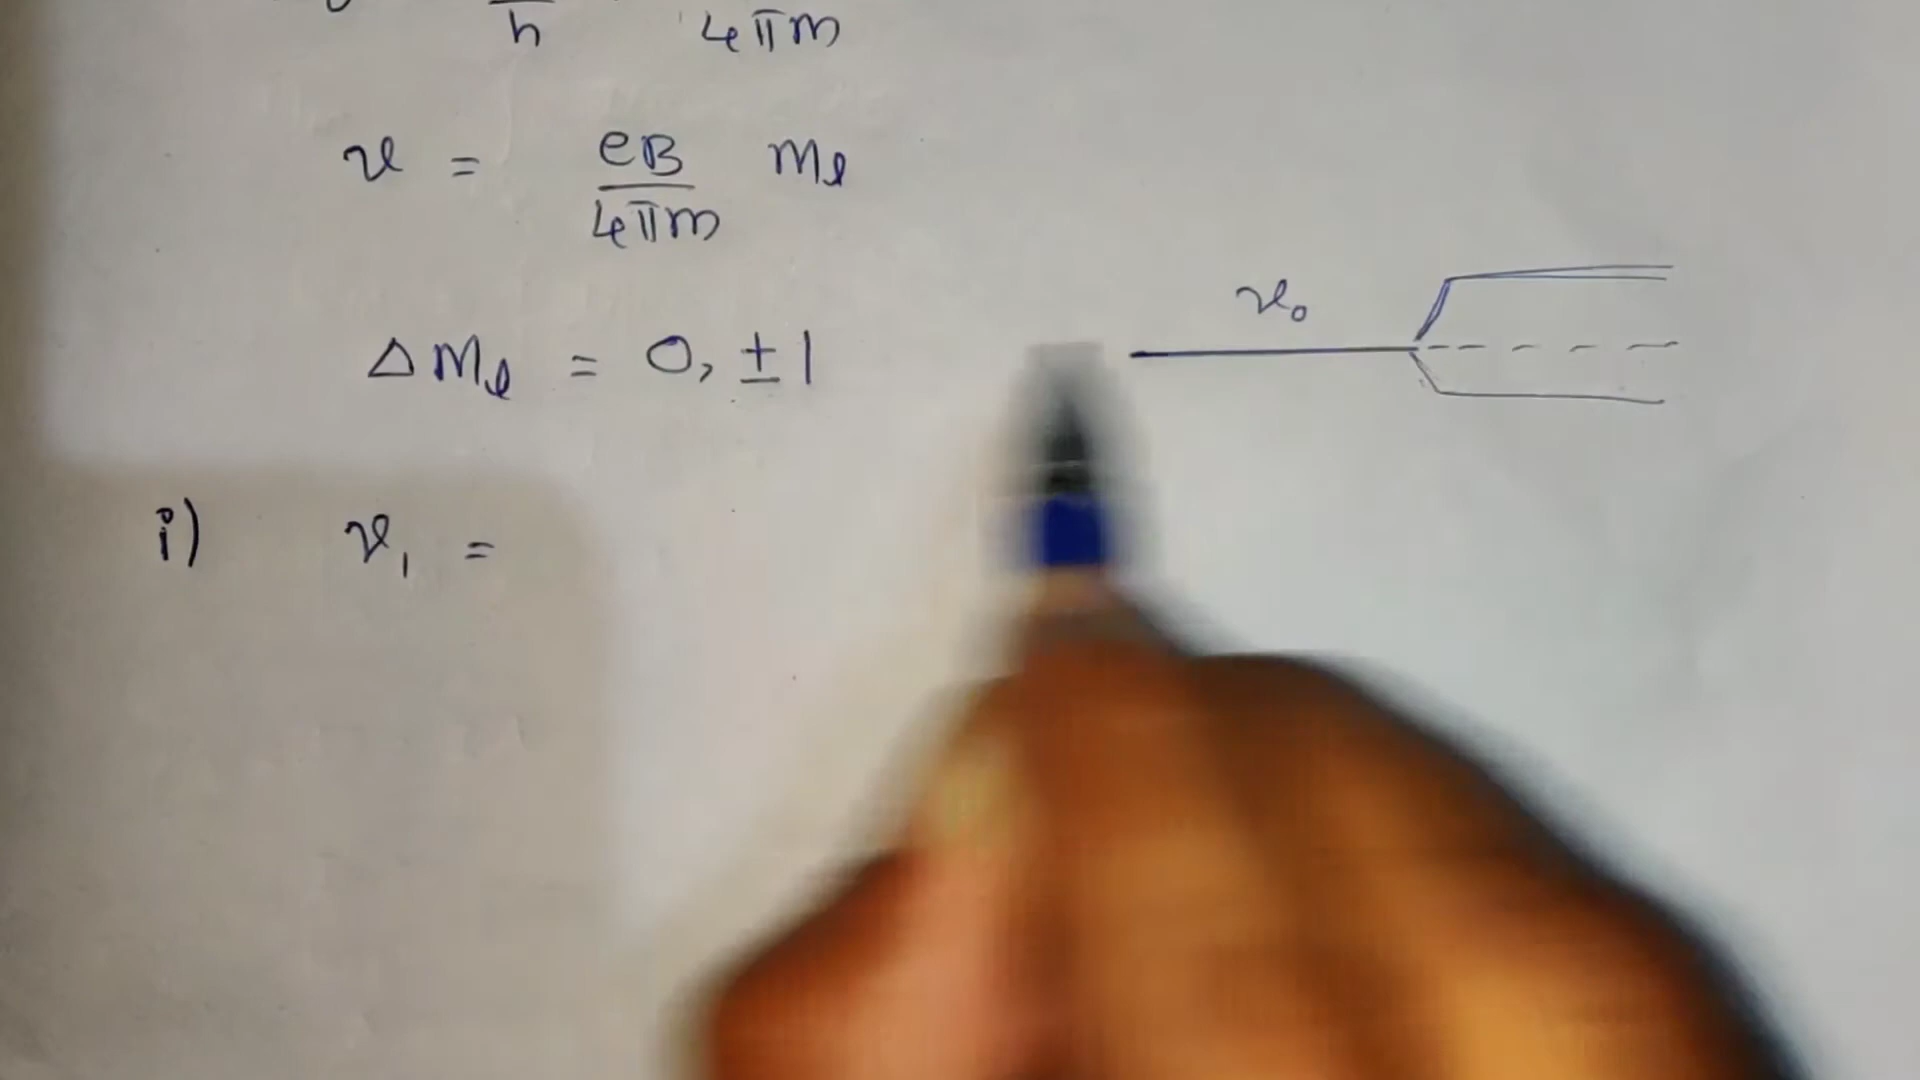 h 4πm
ν = eB/4πm mℓ
Δmℓ = 0, ±1
ν₀
i) ν₁ =